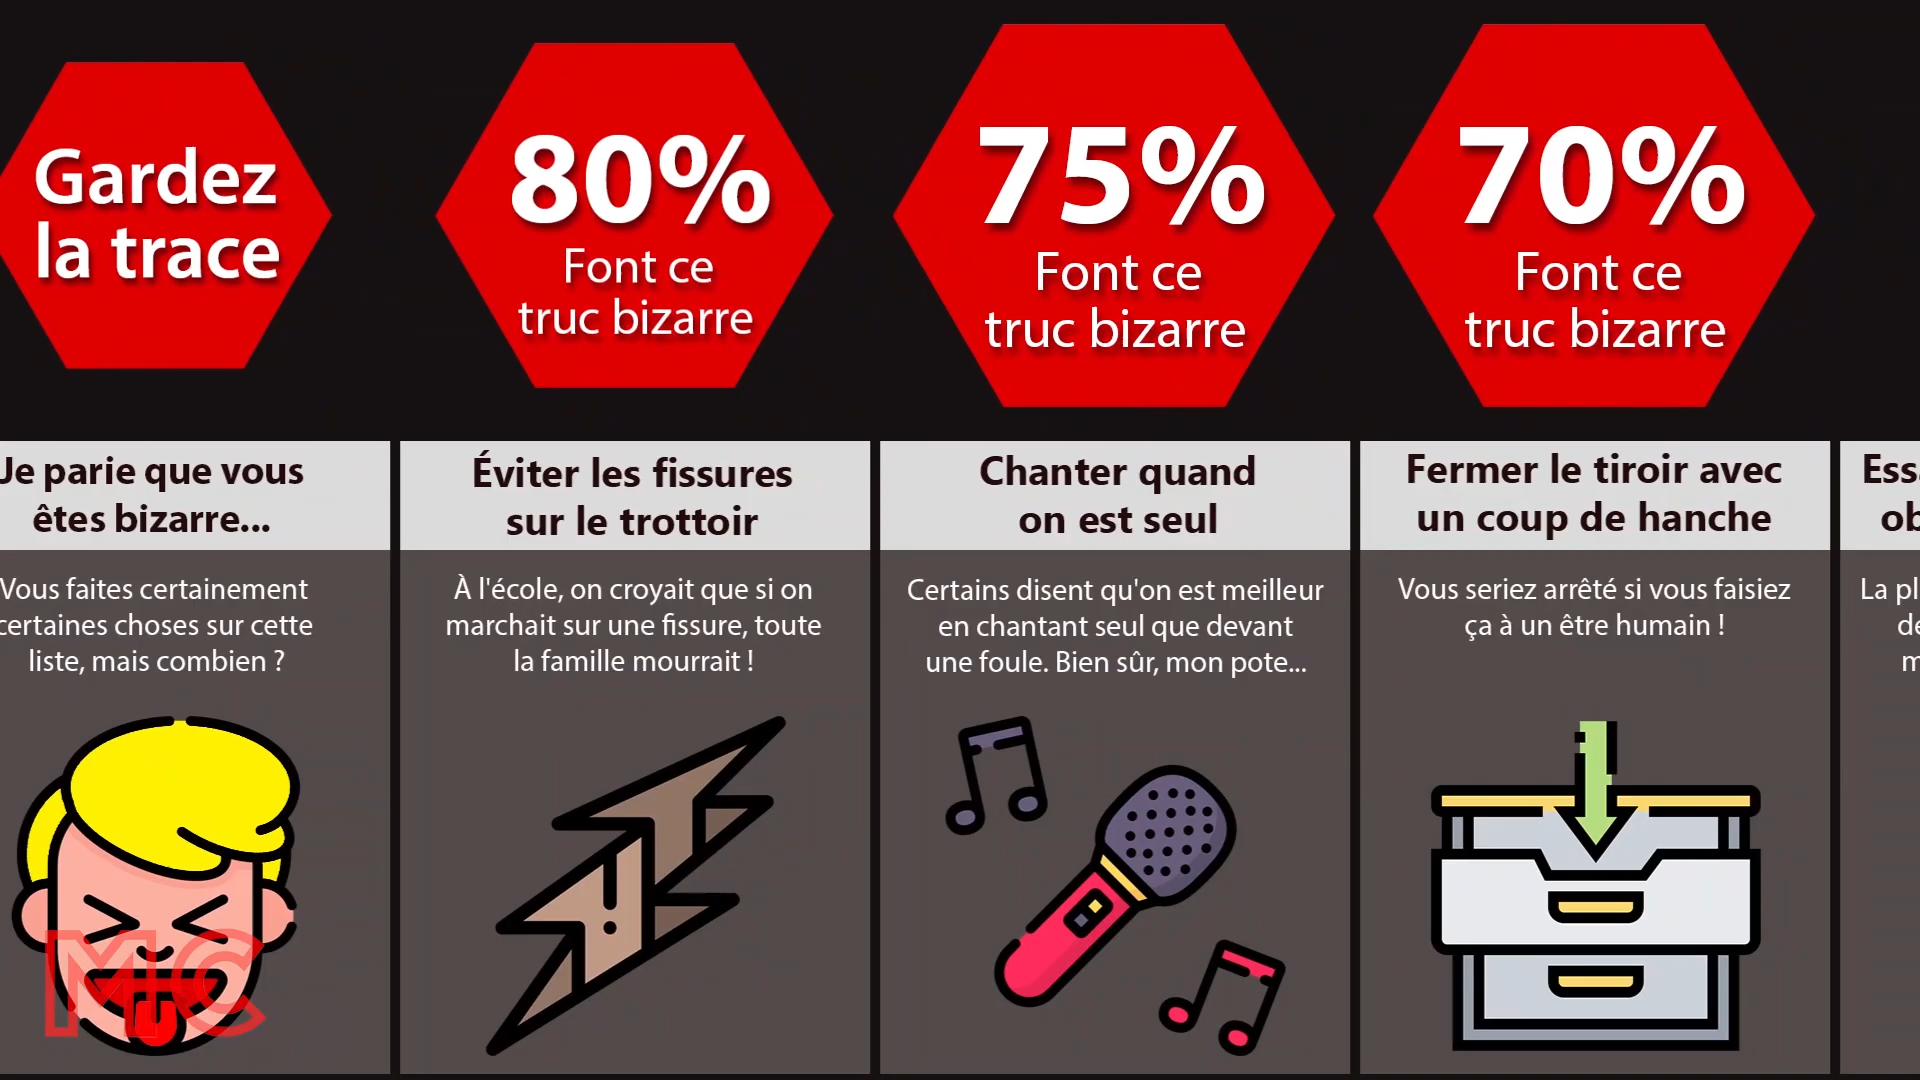 Gardez
la trace
Je parie que vous
êtes bizarre...
Vous faites certainement
certaines choses sur cette
liste, mais combien ?
MC
80%
Font ce
truc bizarre
Éviter les fissures
sur le trottoir
À l'école, on croyait que si on
marchait sur une fissure, toute
la famille mourrait !
75%
Font ce
truc bizarre
Chanter quand
on est seul
Certains disent qu'on est meilleur
en chantant seul que devant
une foule. Bien sûr, mon pote...
70%
Font ce
truc bizarre
Fermer le tiroir avec
un coup de hanche
Vous seriez arrêté si vous faisiez
ça à un être humain !
La